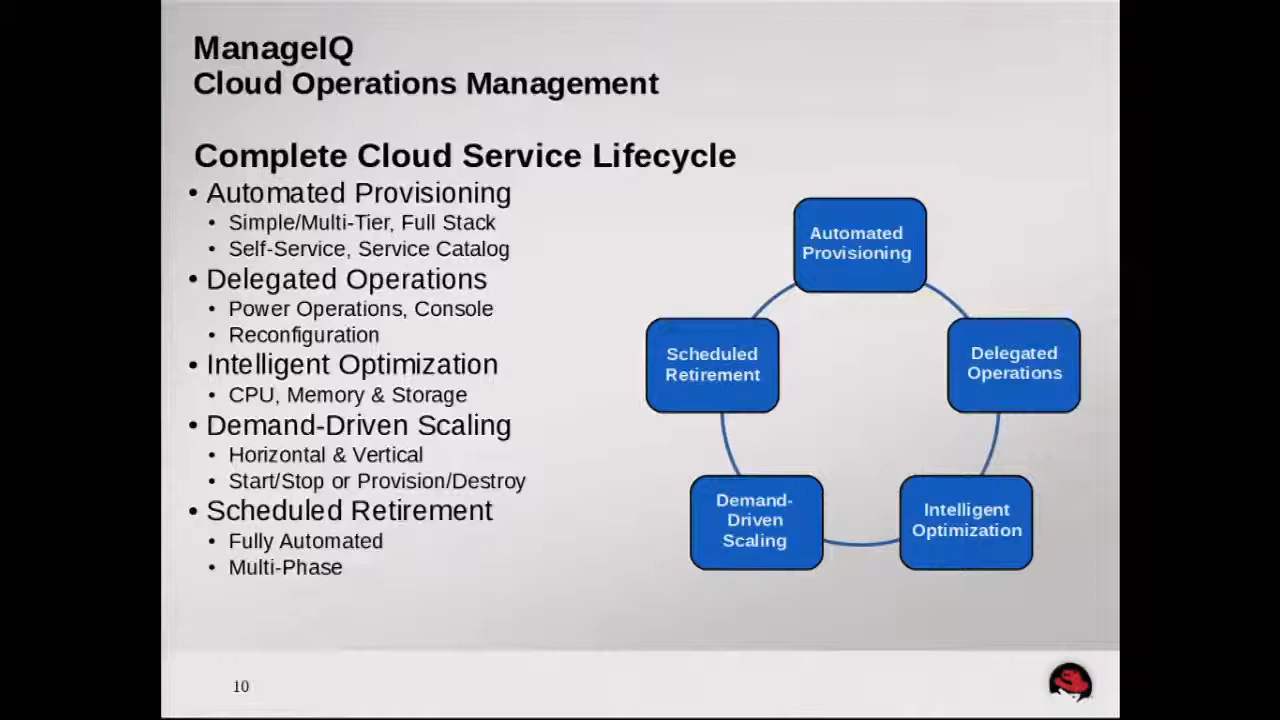 ManageIQ
Cloud Operations Management
Complete Cloud Service Lifecycle
• Automated Provisioning
• Simple/Multi-Tier, Full Stack
• Self-Service, Service Catalog
• Delegated Operations
• Power Operations, Console
• Reconfiguration
• Intelligent Optimization
• CPU, Memory & Storage
• Demand-Driven Scaling
• Horizontal & Vertical
• Start/Stop or Provision/Destroy
• Scheduled Retirement
• Fully Automated
• Multi-Phase
Automated
Provisioning
Delegated
Operations
Intelligent
Optimization
Demand-
Driven
Scaling
Scheduled
Retirement
10